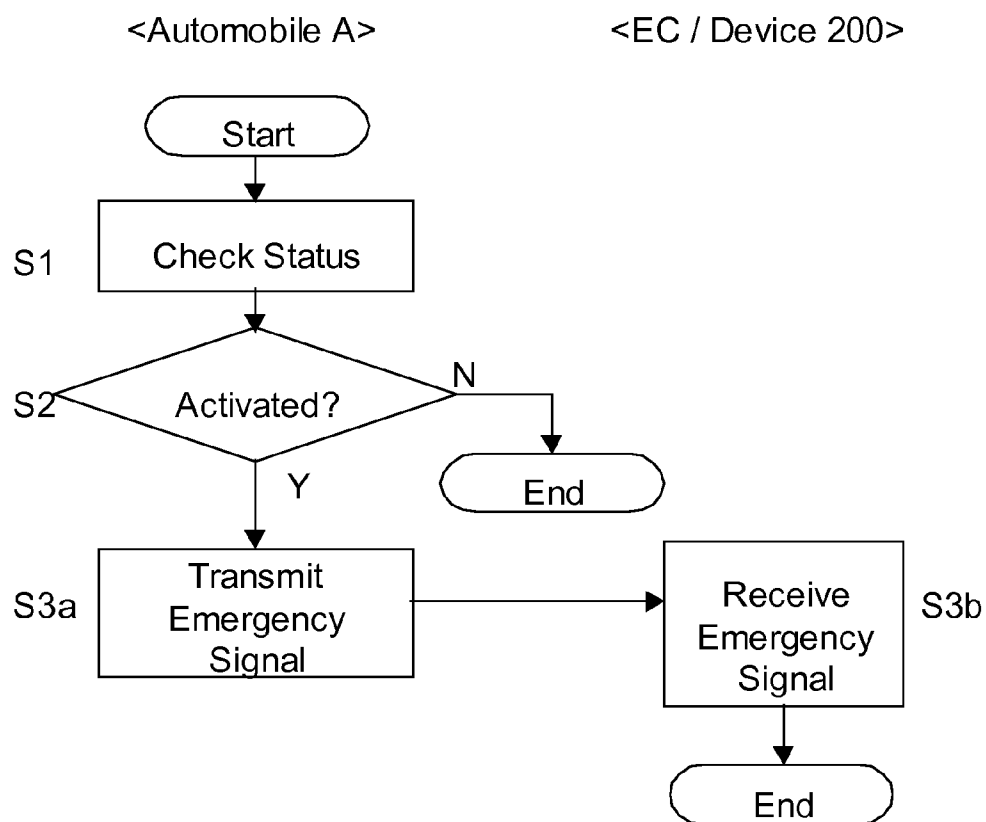 <Automobile A>
<EC / Device 200>
Start
S1
Check Status
S2
Activated?
N
Y
End
S3a
Transmit
Emergency
Signal
Receive
Emergency
Signal
S3b
End